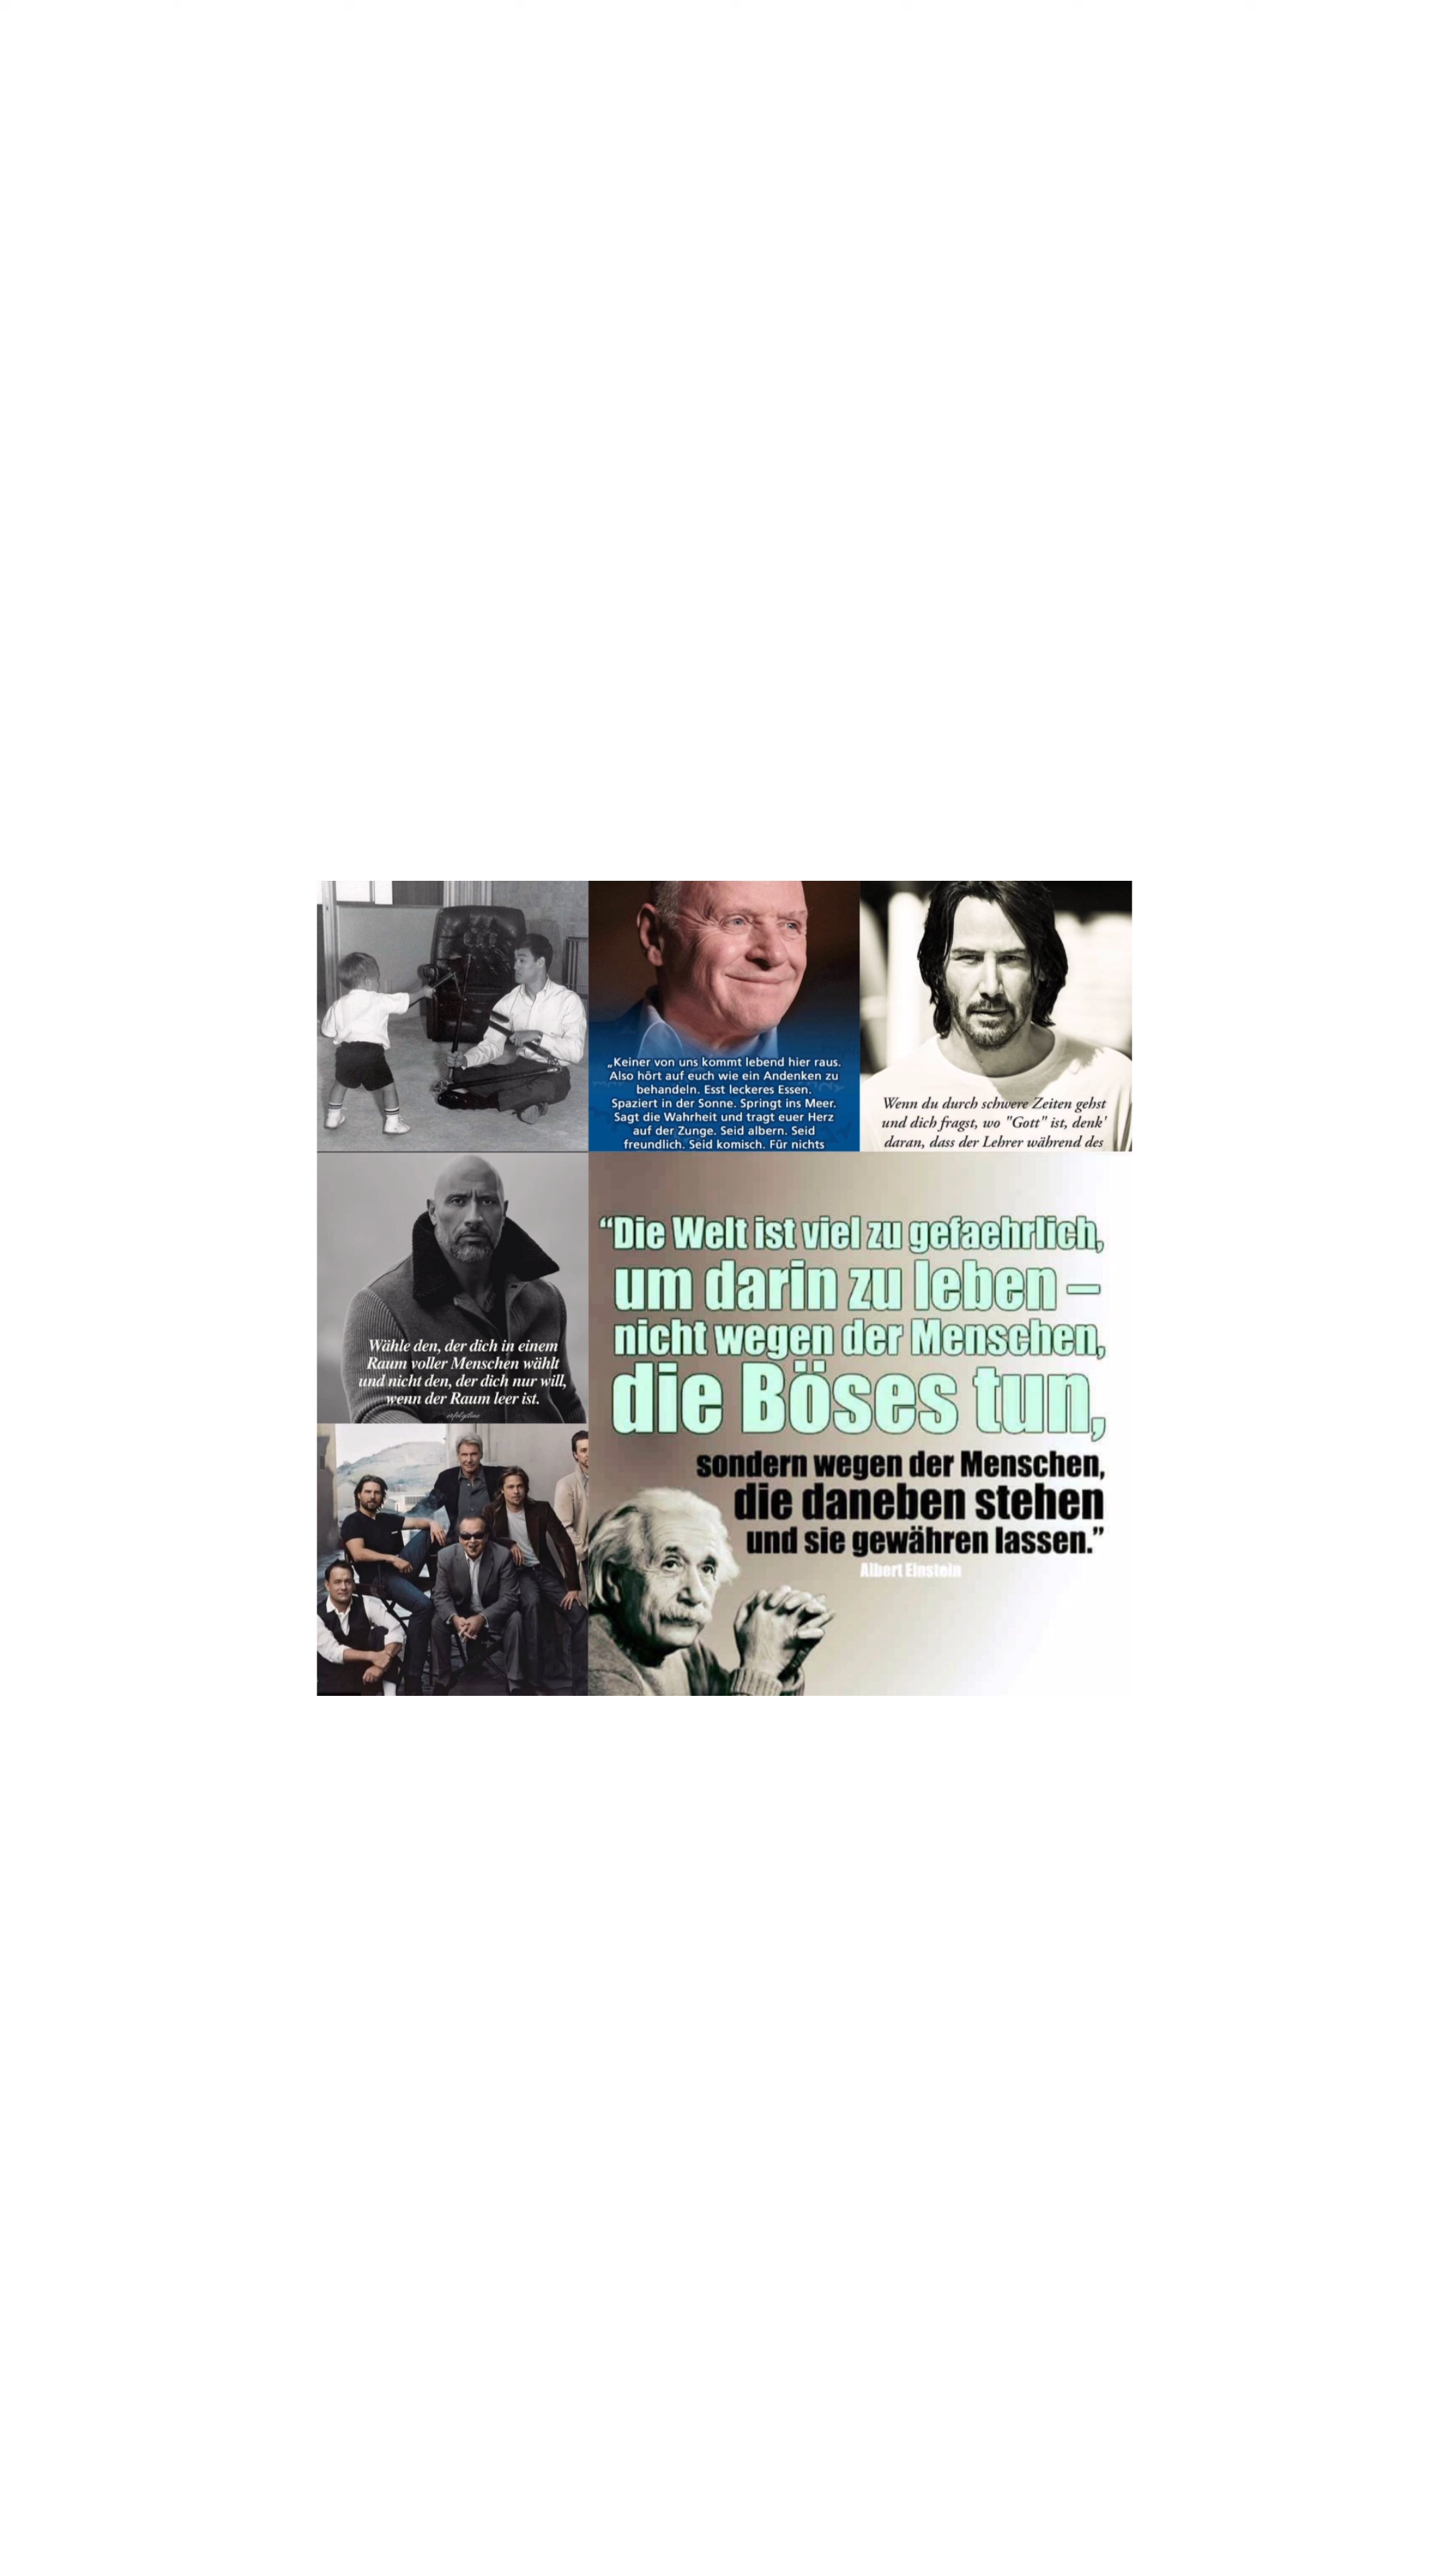 „Keiner von uns kommt lebend hier raus.
Also hört auf euch wie ein Andenken zu
behandeln. Esst leckeres Essen.
Spaziert in der Sonne. Springt ins Meer.
Sagt die Wahrheit und tragt euer Herz
auf der Zunge. Seid albern. Seid
freundlich. Seid komisch. Für nichts
Wenn du durch schwere Zeiten gehst
und dich fragst, wo "Gott" ist, denk'
daran, dass der Lehrer während des
Wähle den, der dich in einem
Raum voller Menschen wählt
und nicht den, der dich nur will,
wenn der Raum leer ist.
“Die Welt ist viel zu gefaehrlich,
um darin zu leben –
nicht wegen der Menschen,
die Böses tun,
sondern wegen der Menschen,
die daneben stehen
und sie gewähren lassen.”
Albert Einstein